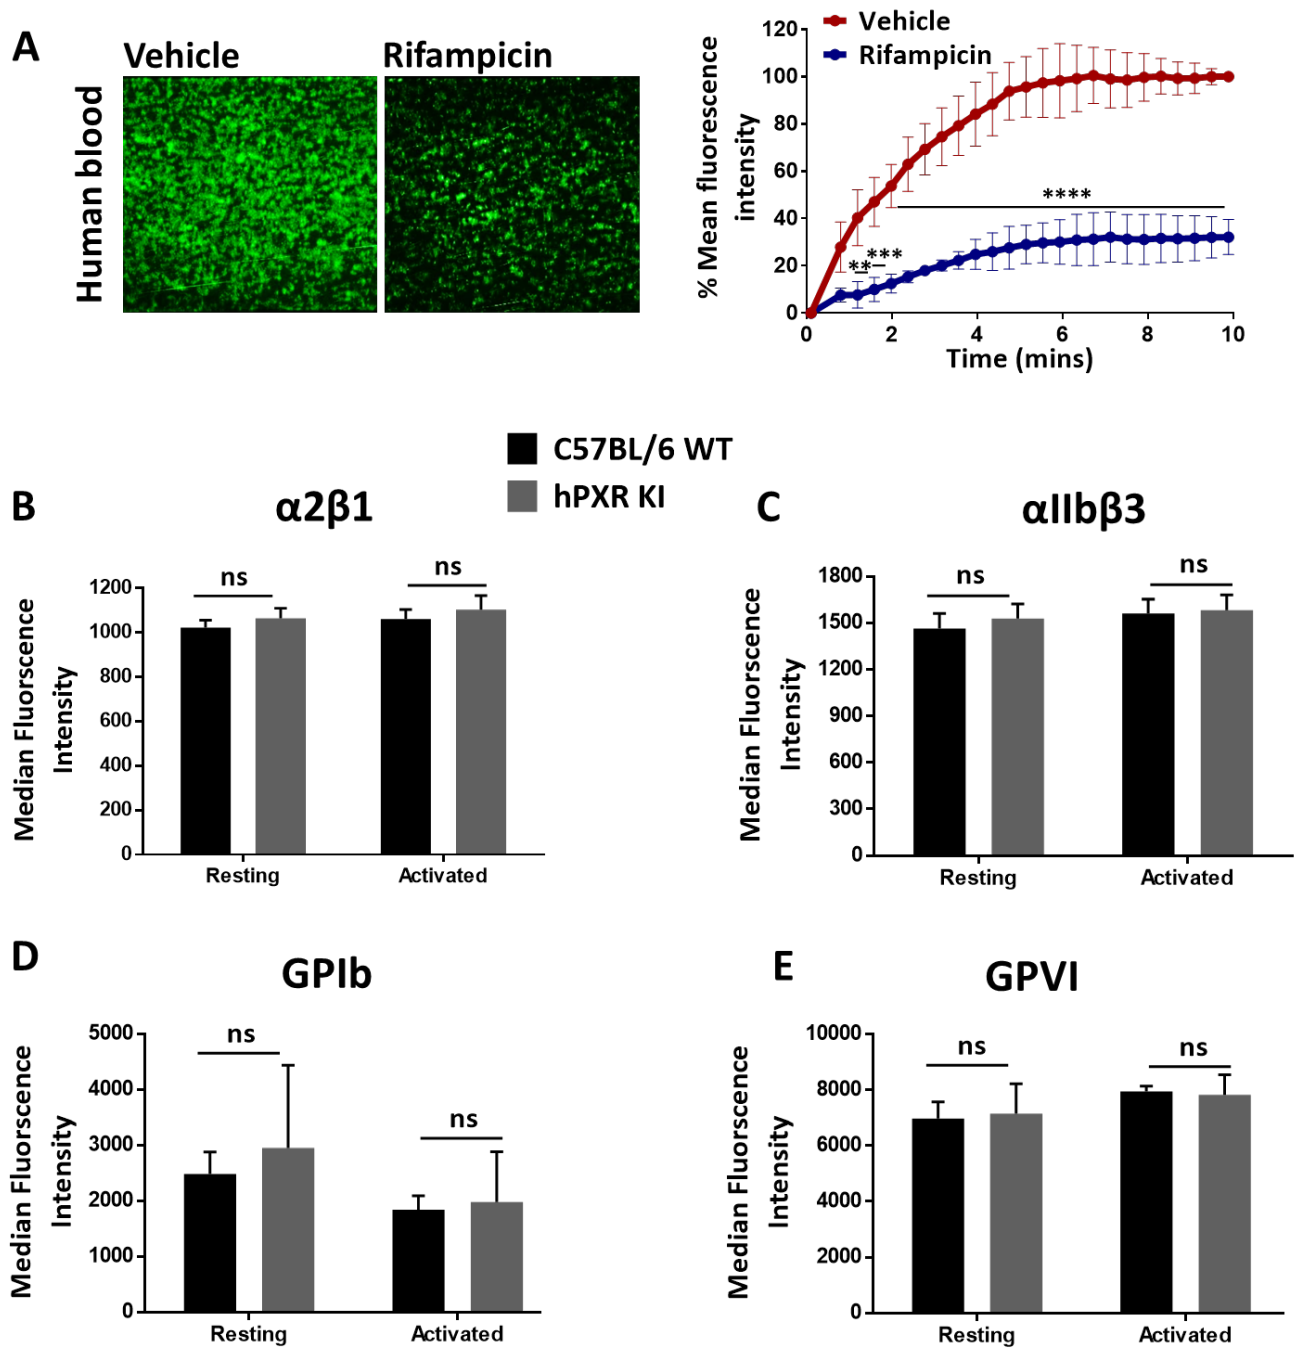 A
Vehicle
Rifampicin
Human blood
% Mean fluorescence
intensity
120
100
80
60
40
20
0
Vehicle
Rifampicin
**
***
****
0
2
4
6
8
10
Time (mins)
C57BL/6 WT
hPXR KI
B
α2β1
Median Fluorscence
Intensity
1200
1000
800
600
400
200
0
ns
ns
Resting
Activated
C
αIIbβ3
Median Fluorscence
Intensity
1800
1500
1200
900
600
300
0
ns
ns
Resting
Activated
D
GPIb
Median Fluorscence
Intensity
5000
4000
3000
2000
1000
0
ns
ns
Resting
Activated
E
GPVI
Median Fluorscence
Intensity
10000
8000
6000
4000
2000
0
ns
ns
Resting
Activated